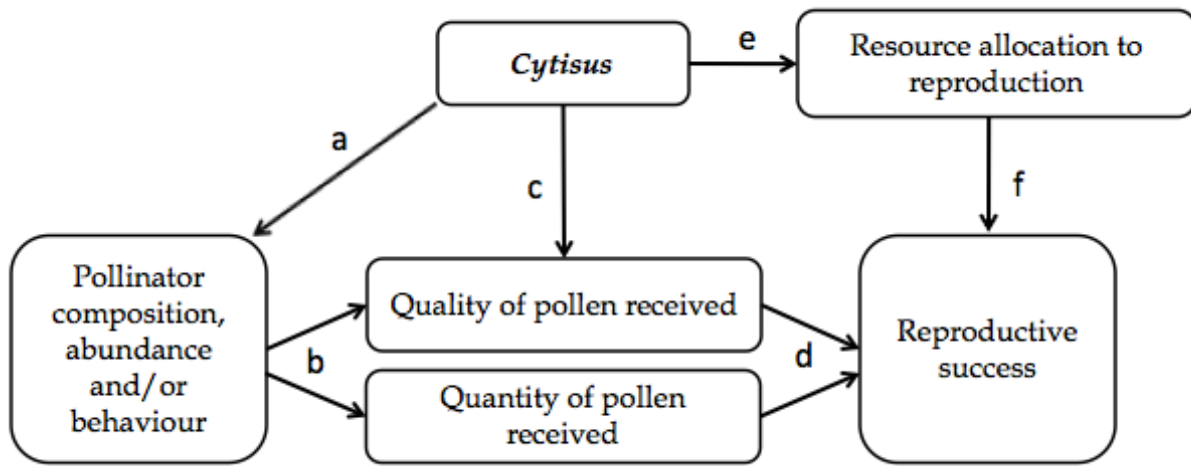 Cytisus
e
Resource allocation to
reproduction
a
c
f
Pollinator
composition,
abundance
and/or
behaviour
b
Quality of pollen received
Quantity of pollen
received
d
Reproductive
success